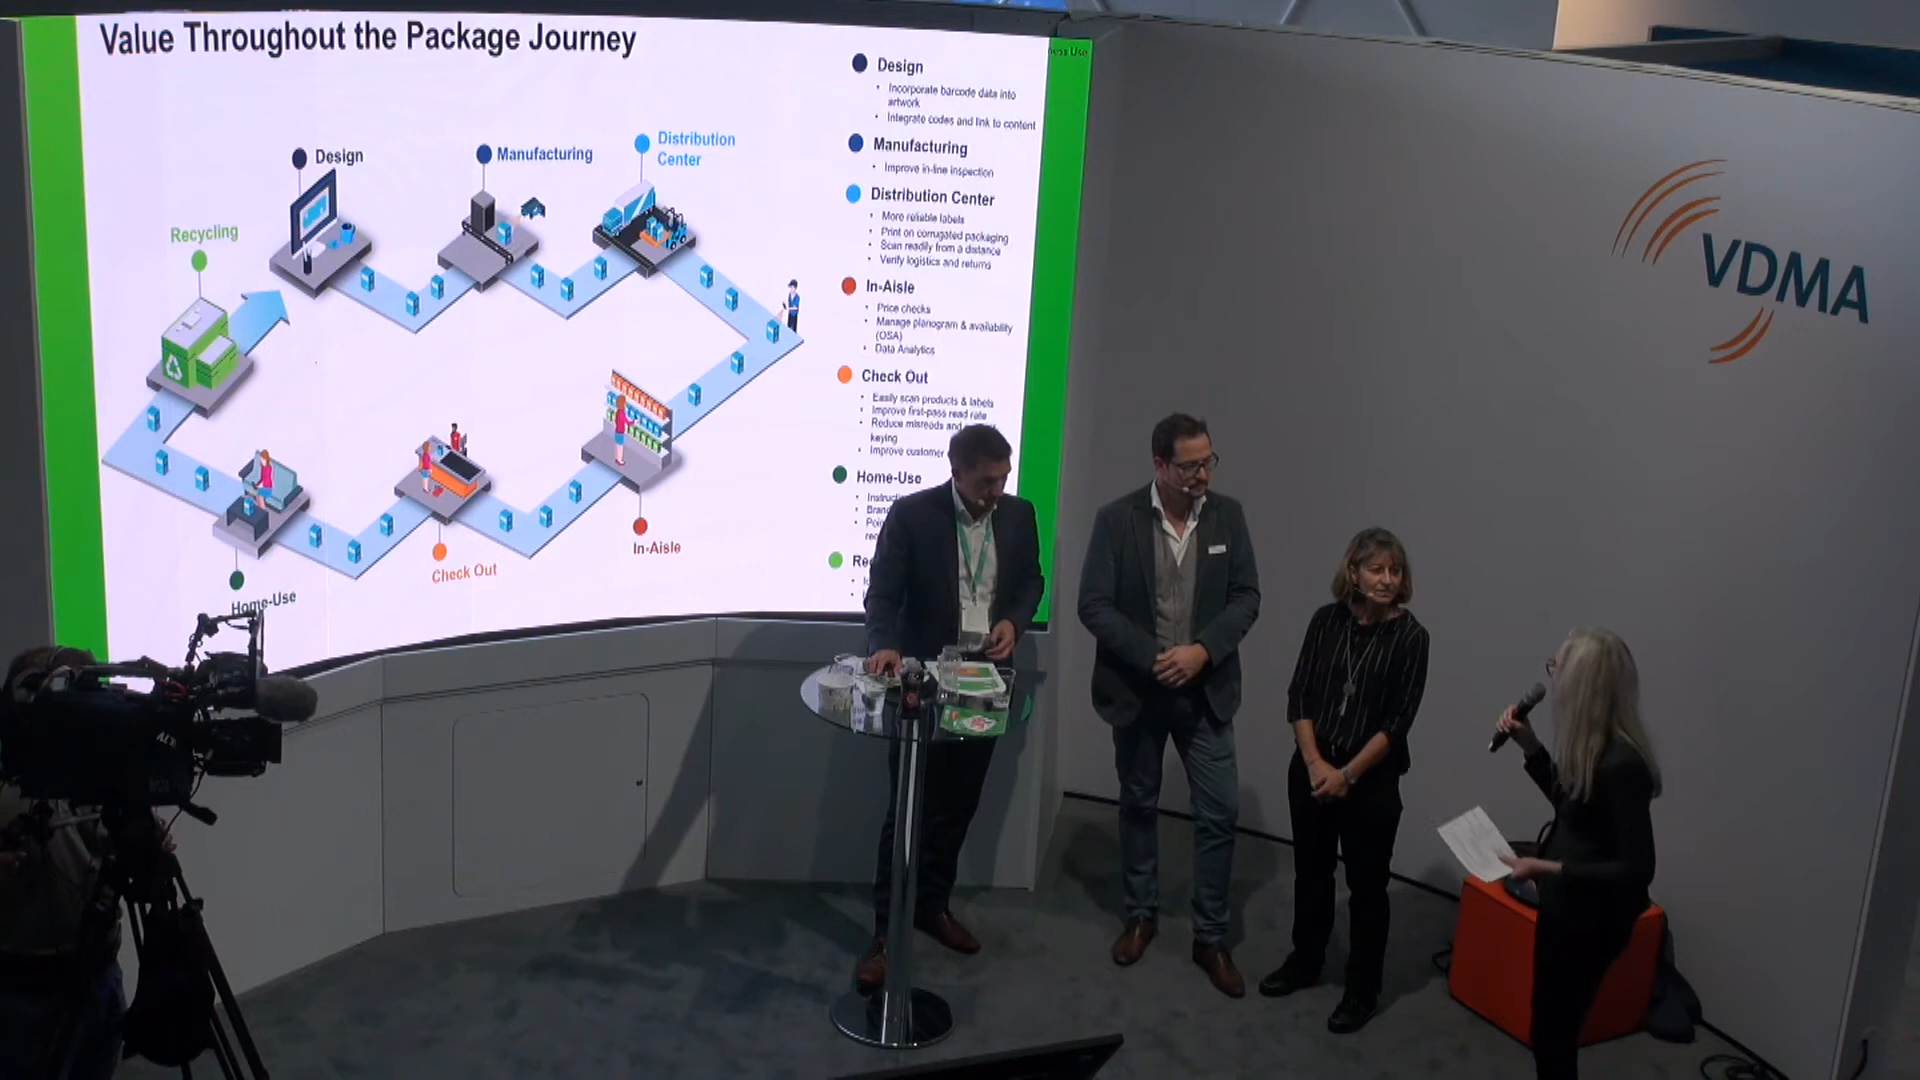 Value Throughout the Package Journey
ness Use
Design
Manufacturing
Distribution
Center
Recycling
Home-Use
Check Out
In-Aisle
Design
• Incorporate barcode data into
artwork
• Integrate codes and link to content
Manufacturing
• Improve in-line inspection
Distribution Center
• More reliable labels
• Print on corrugated packaging
• Scan readily from a distance
• Verify logistics and returns
In-Aisle
• Price checks
• Manage planogram & availability
(OSA)
• Data Analytics
Check Out
• Easily scan products & labels
• Improve first-pass read rate
• Reduce misreads and
keying
• Improve customer
Home-Use
VDMA